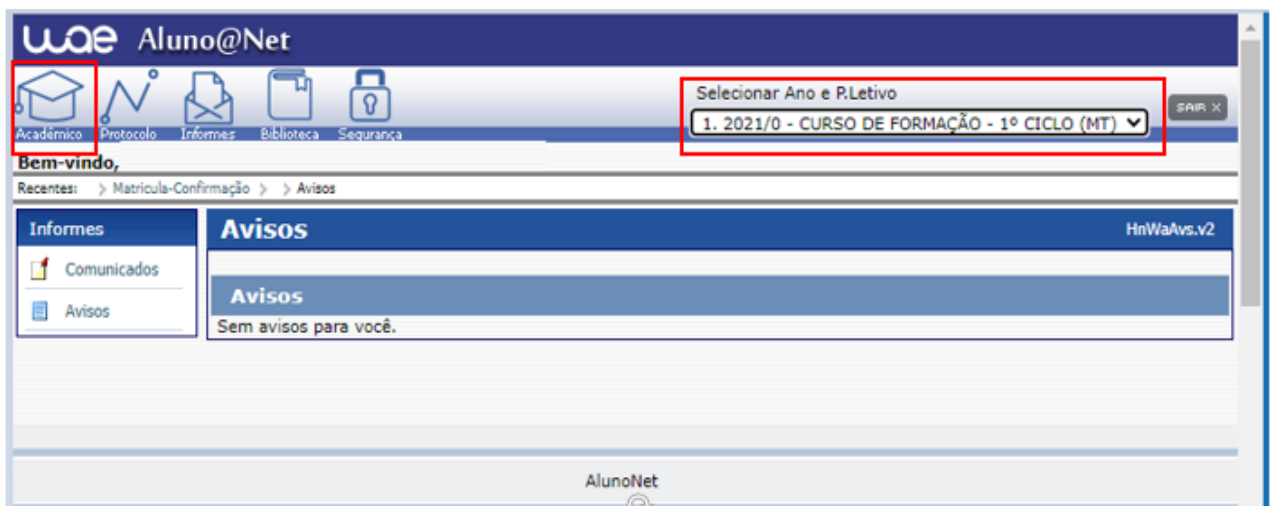 wae Aluno@Net
Selecionar Ano e P.Letivo
1. 2021/0 - CURSO DE FORMAÇÃO - 1º CICLO (MT)
SAIR X
Acadêmico Protocolo Informes Biblioteca Segurança
Bem-vindo,
Recentes: > Matricula-Confirmação > > Avisos
Informes
Comunicados
Avisos
Avisos HnWaAvs.v2
Avisos
Sem avisos para você.
AlunoNet